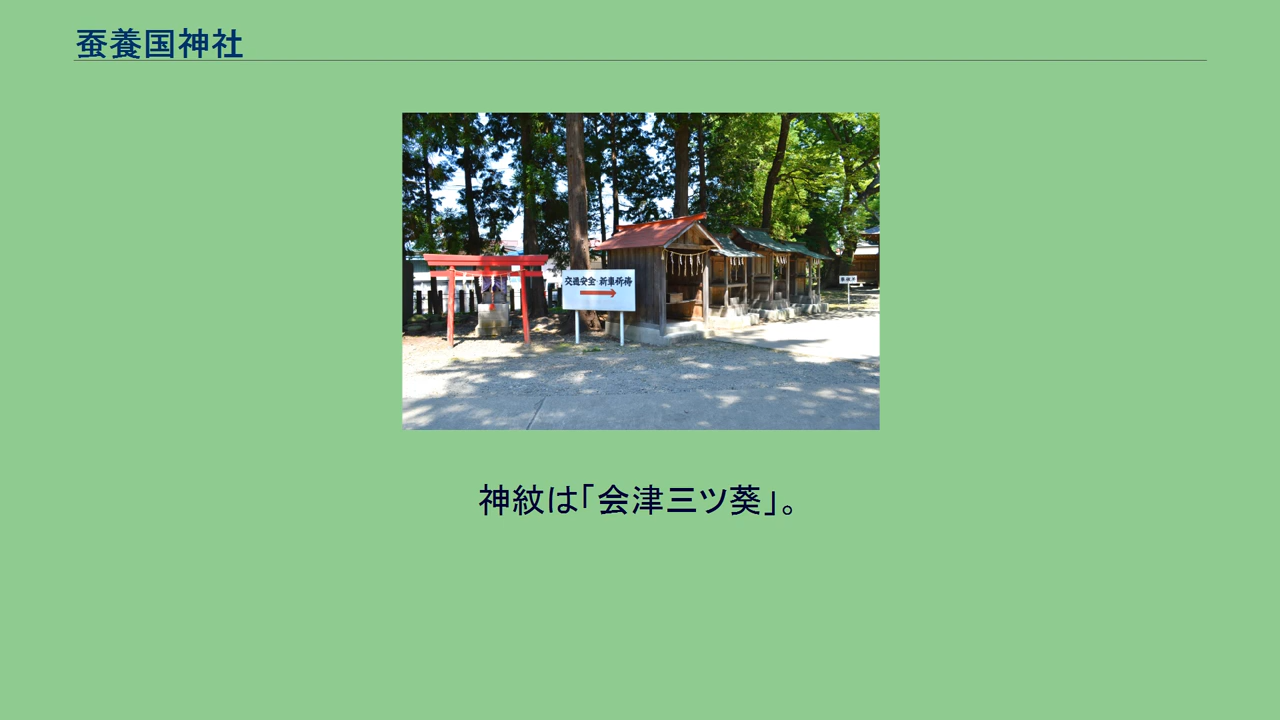 蚕養国神社
交通安全 新車祈祷
神紋は「会津三ツ葵」。